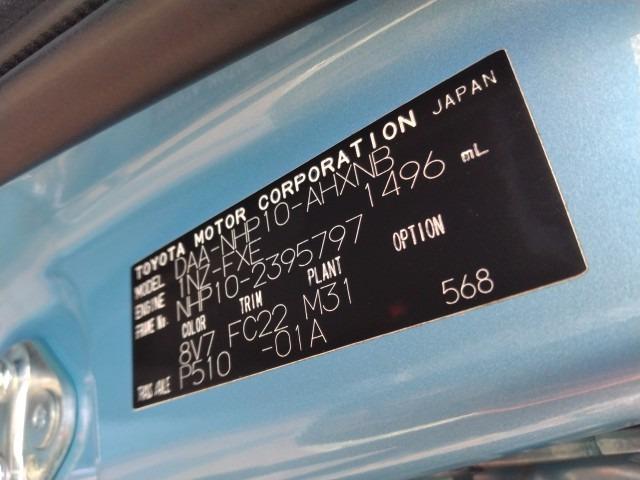 TOYOTA MOTOR CORPORATION JAPAN
MODEL DAA-NHP10-AHXNB
ENGINE 1NZ-FXE 1496 mL
FRAME No. NHP10-2395797
COLOR TRIM PLANT OPTION
8V7 FC22 M31 568
TRANS./AXLE P510 -01A